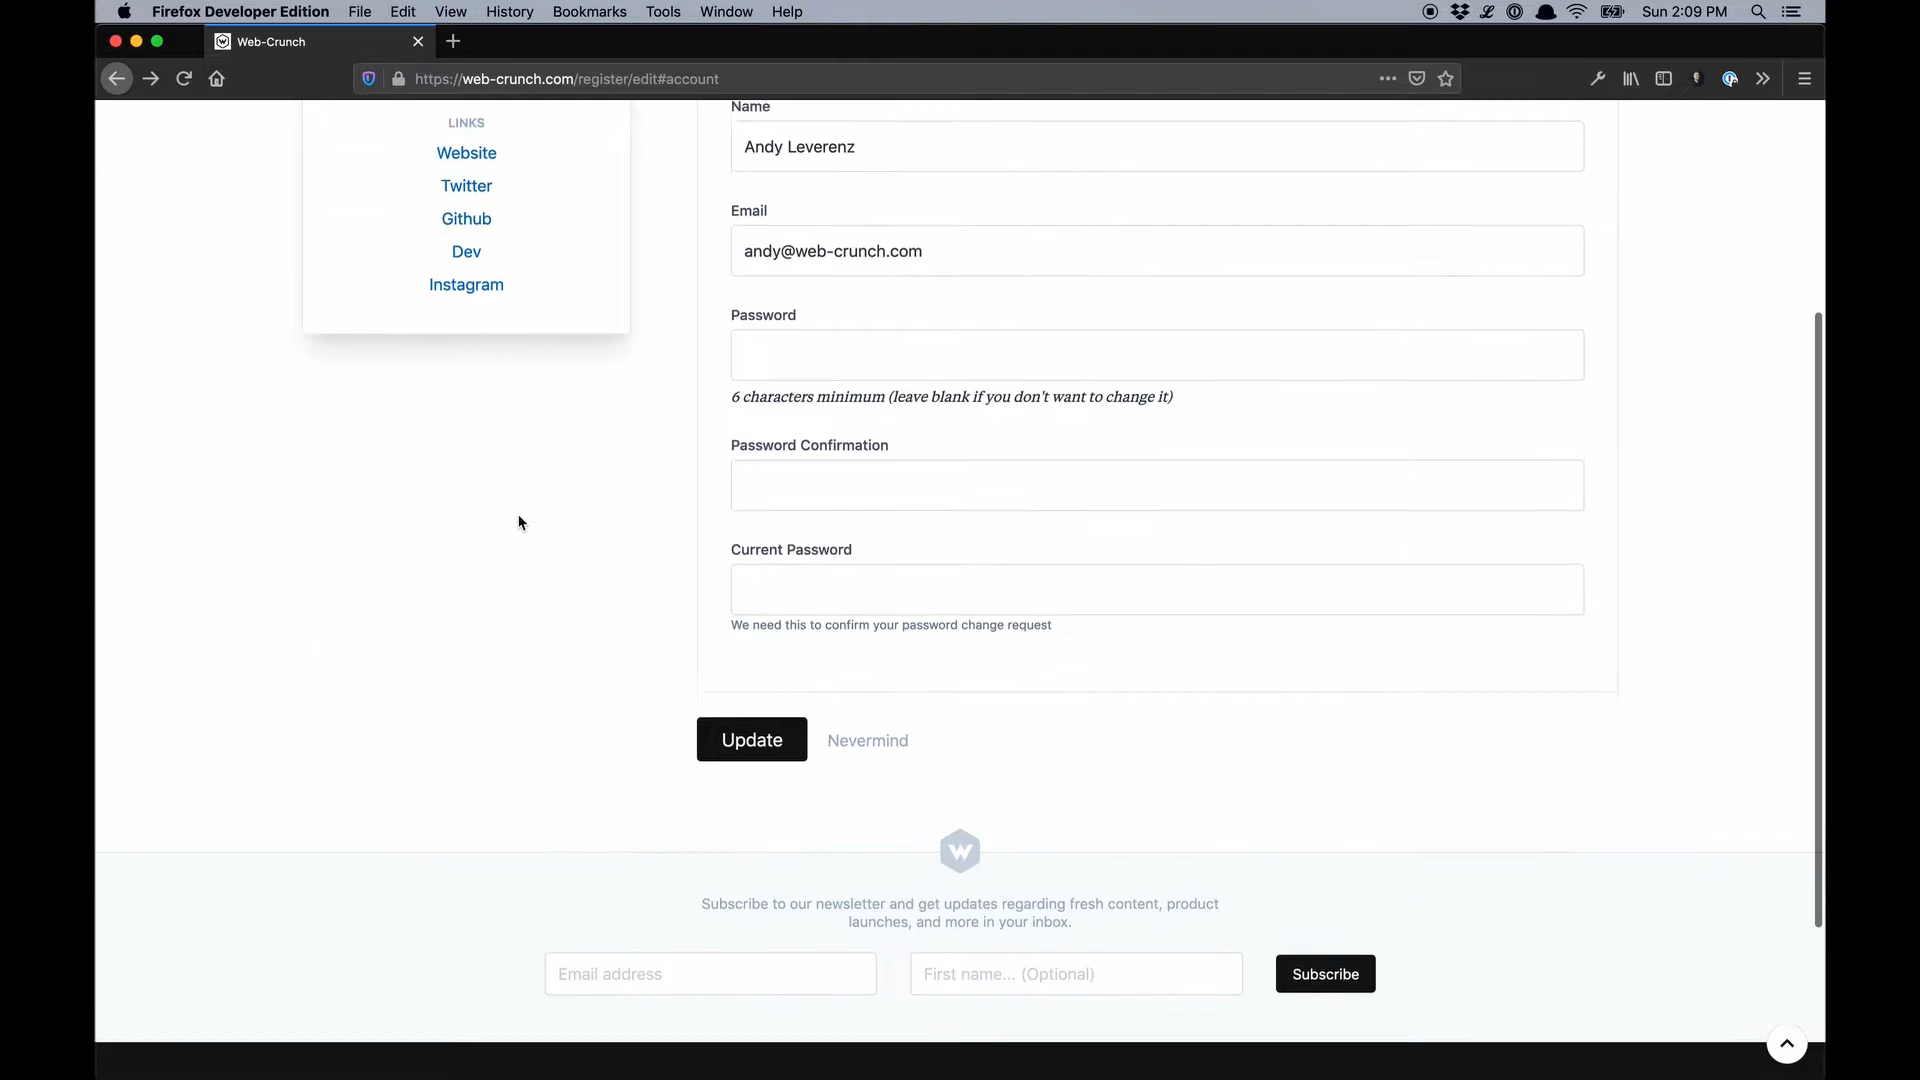 Firefox Developer Edition File Edit View History Bookmarks Tools Window Help Sun 2:09 PM
Web-Crunch
https://web-crunch.com/register/edit#account
LINKS
Website
Twitter
Github
Dev
Instagram
Name
Andy Leverenz
Email
andy@web-crunch.com
Password
6 characters minimum (leave blank if you don't want to change it)
Password Confirmation
Current Password
We need this to confirm your password change request
Update Nevermind
W
Subscribe to our newsletter and get updates regarding fresh content, product
launches, and more in your inbox.
Email address First name... (Optional) Subscribe